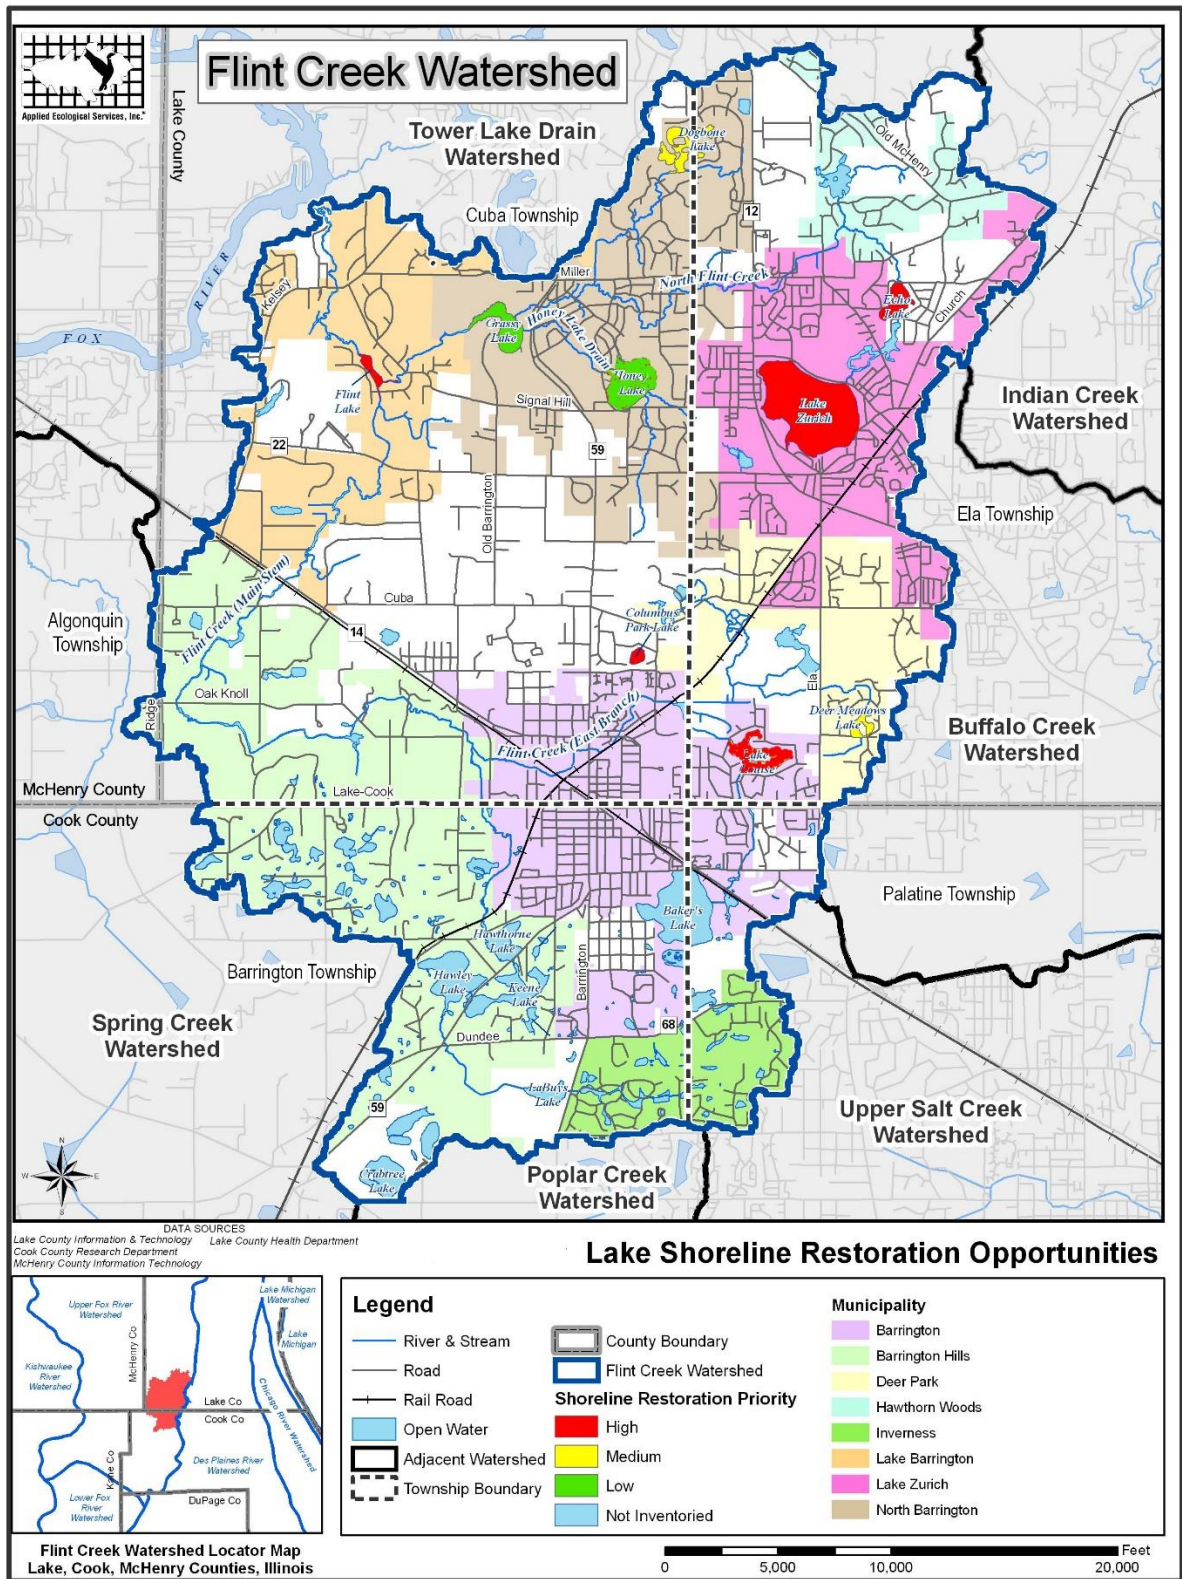 Applied Ecological Services, Inc.
Flint Creek Watershed
Lake County
Tower Lake Drain
Watershed
Cuba Township
Dogbone
Lake
Old McHenry
12
Miller
North Flint Creek
Kelsey
RIVER
FOX
Grassy
Lake
Honey Lake Drain
Honey
Lake
Echo
Lake
Church
Flint
Lake
Signal Hill
Lake
Zurich
Indian Creek
Watershed
22
59
Old Barrington
Ela Township
Flint Creek (Main Stem)
Cuba
Columbus
Park Lake
Algonquin
Township
14
Oak Knoll
Ridge
Ela
Deer Meadows
Lake
Flint Creek (East Branch)
Lake
Louise
Buffalo Creek
Watershed
McHenry County
Lake-Cook
Cook County
Palatine Township
Baker's
Lake
Hawthorne
Lake
Barrington Township
Hawley
Lake
Keene
Lake
Barrington
Spring Creek
Watershed
Dundee
68
LaBuys
Lake
59
Upper Salt Creek
Watershed
N
W E
S
Crabtree
Lake
Poplar Creek
Watershed
DATA SOURCES
Lake County Information & Technology Lake County Health Department
Cook County Research Department
McHenry County Information Technology
Lake Shoreline Restoration Opportunities
Upper Fox River
Watershed
McHenry Co
Lake Michigan
Watershed
Lake
Michigan
Kishwaukee
River
Watershed
Chicago River Watershed
Lake Co
Cook Co
Kane Co
Des Plaines River
Watershed
Lower Fox
River
Watershed
DuPage Co
Flint Creek Watershed Locator Map
Lake, Cook, McHenry Counties, Illinois
Legend
River & Stream
Road
Rail Road
Open Water
Adjacent Watershed
Township Boundary
County Boundary
Flint Creek Watershed
Shoreline Restoration Priority
High
Medium
Low
Not Inventoried
Municipality
Barrington
Barrington Hills
Deer Park
Hawthorn Woods
Inverness
Lake Barrington
Lake Zurich
North Barrington
Feet
0 5,000 10,000 20,000